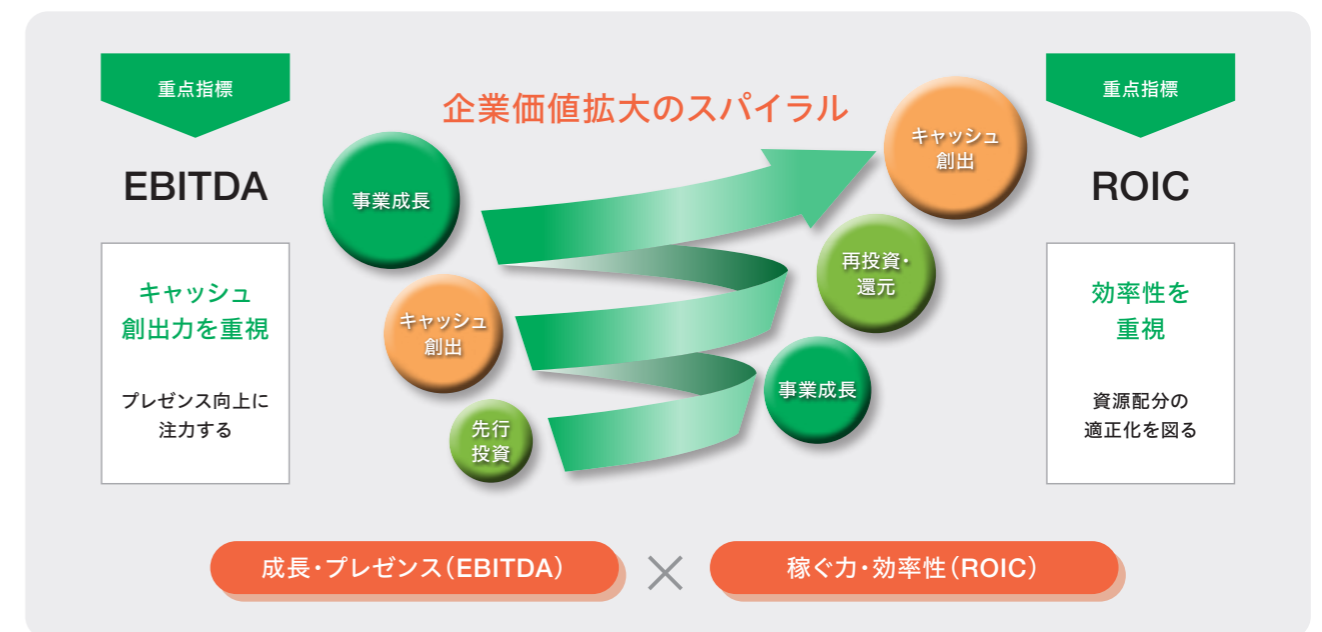 重点指標
EBITDA
キャッシュ
創出力を重視
プレゼンス向上に
注力する
企業価値拡大のスパイラル
事業成長
キャッシュ
創出
先行
投資
キャッシュ
創出
再投資・
還元
事業成長
重点指標
ROIC
効率性を
重視
資源配分の
適正化を図る
成長・プレゼンス（EBITDA）
×
稼ぐ力・効率性（ROIC）